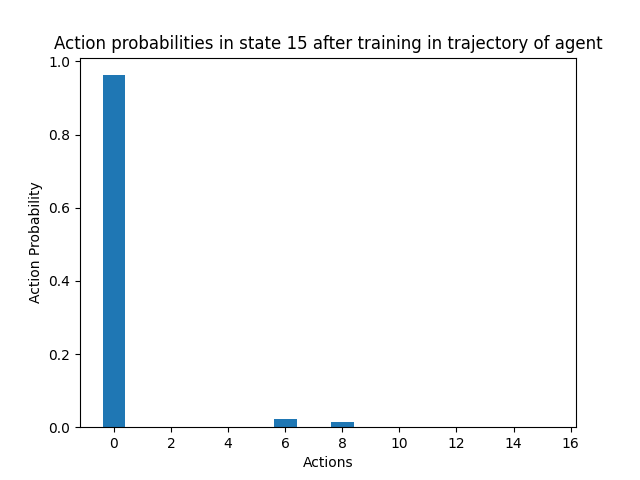 Action probabilities in state 15 after training in trajectory of agent
1.0
0.8
0.6
0.4
0.2
0.0
Action Probability
0 2 4 6 8 10 12 14 16
Actions